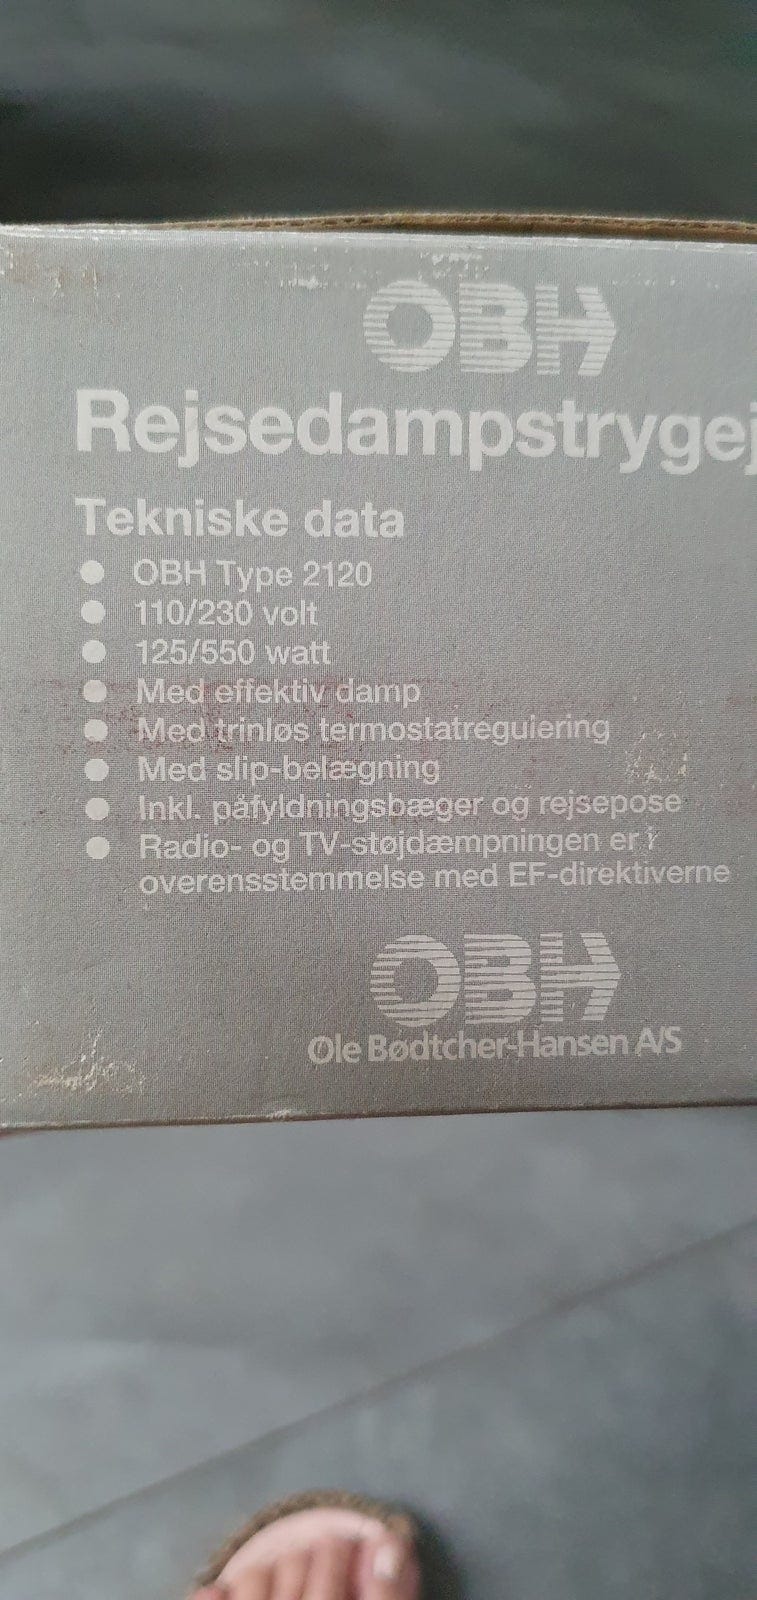 OBH
Rejsedampstrygej
Tekniske data
OBH Type 2120
110/230 volt
125/550 watt
Med effektiv damp
Med trinløs termostatregulering
Med slip-belægning
Inkl. påfyldningsbæger og rejsepose
Radio- og TV-støjdæmpningen er i
overensstemmelse med EF-direktiverne
OBH
Ole Bødtcher-Hansen A/S